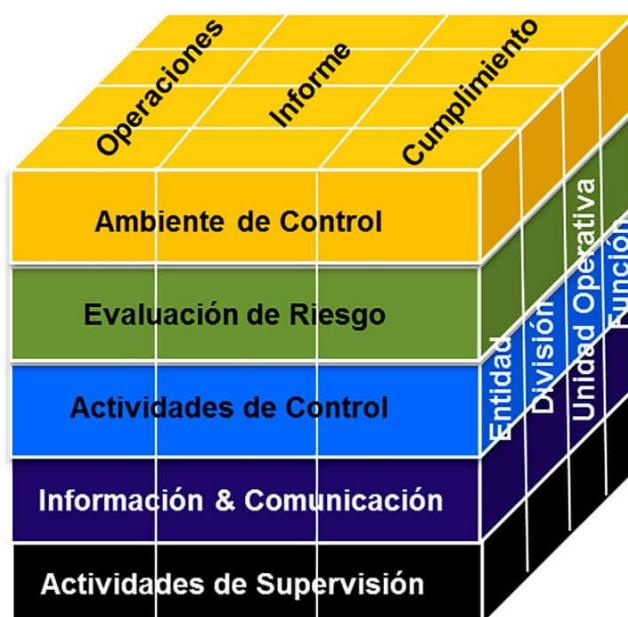 Operaciones
Informe
Cumplimiento
Ambiente de Control
Evaluación de Riesgo
Actividades de Control
Información & Comunicación
Actividades de Supervisión
Entidad
División
Unidad Operativa
Función